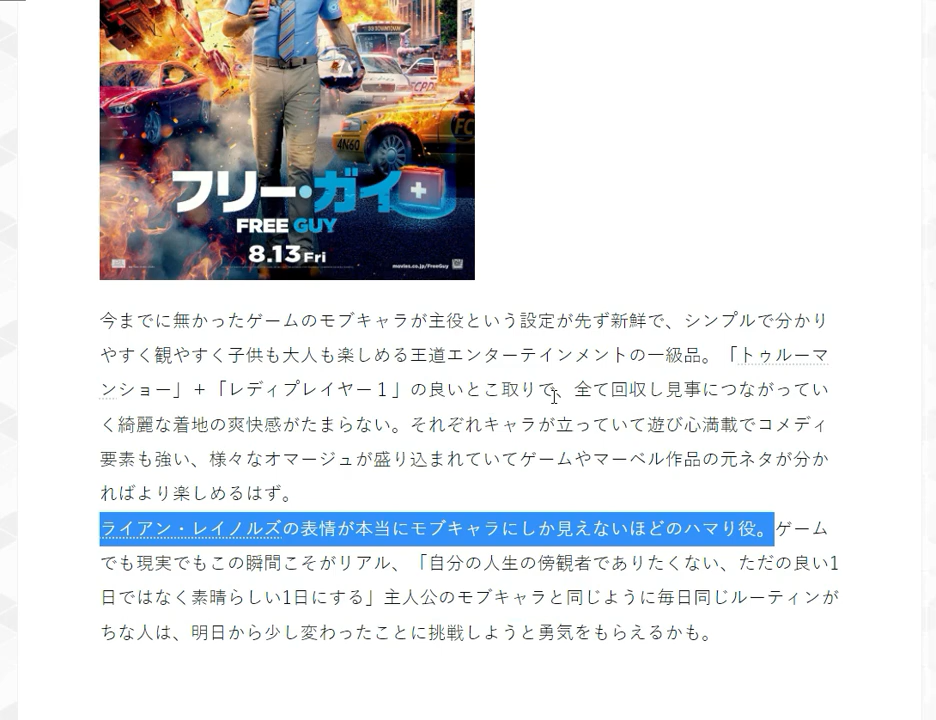 DOWNTOWN
FCPD
FC
4N60
フリー・ガイ
FREE GUY
8.13 Fri
movies.co.jp/FreeGuy
今までに無かったゲームのモブキャラが主役という設定が先ず新鮮で、シンプルで分かり
やすく観やすく子供も大人も楽しめる王道エンターテインメントの一級品。「トゥルーマ
ンショー」＋「レディプレイヤー１」の良いとこ取りで、全て回収し見事につながってい
く綺麗な着地の爽快感がたまらない。それぞれキャラが立っていて遊び心満載でコメディ
要素も強い、様々なオマージュが盛り込まれていてゲームやマーベル作品の元ネタが分か
ればより楽しめるはず。
ライアン・レイノルズの表情が本当にモブキャラにしか見えないほどのハマり役。ゲーム
でも現実でもこの瞬間こそがリアル、「自分の人生の傍観者でありたくない、ただの良い1
日ではなく素晴らしい1日にする」主人公のモブキャラと同じように毎日同じルーティンが
ちな人は、明日から少し変わったことに挑戦しようと勇気をもらえるかも。